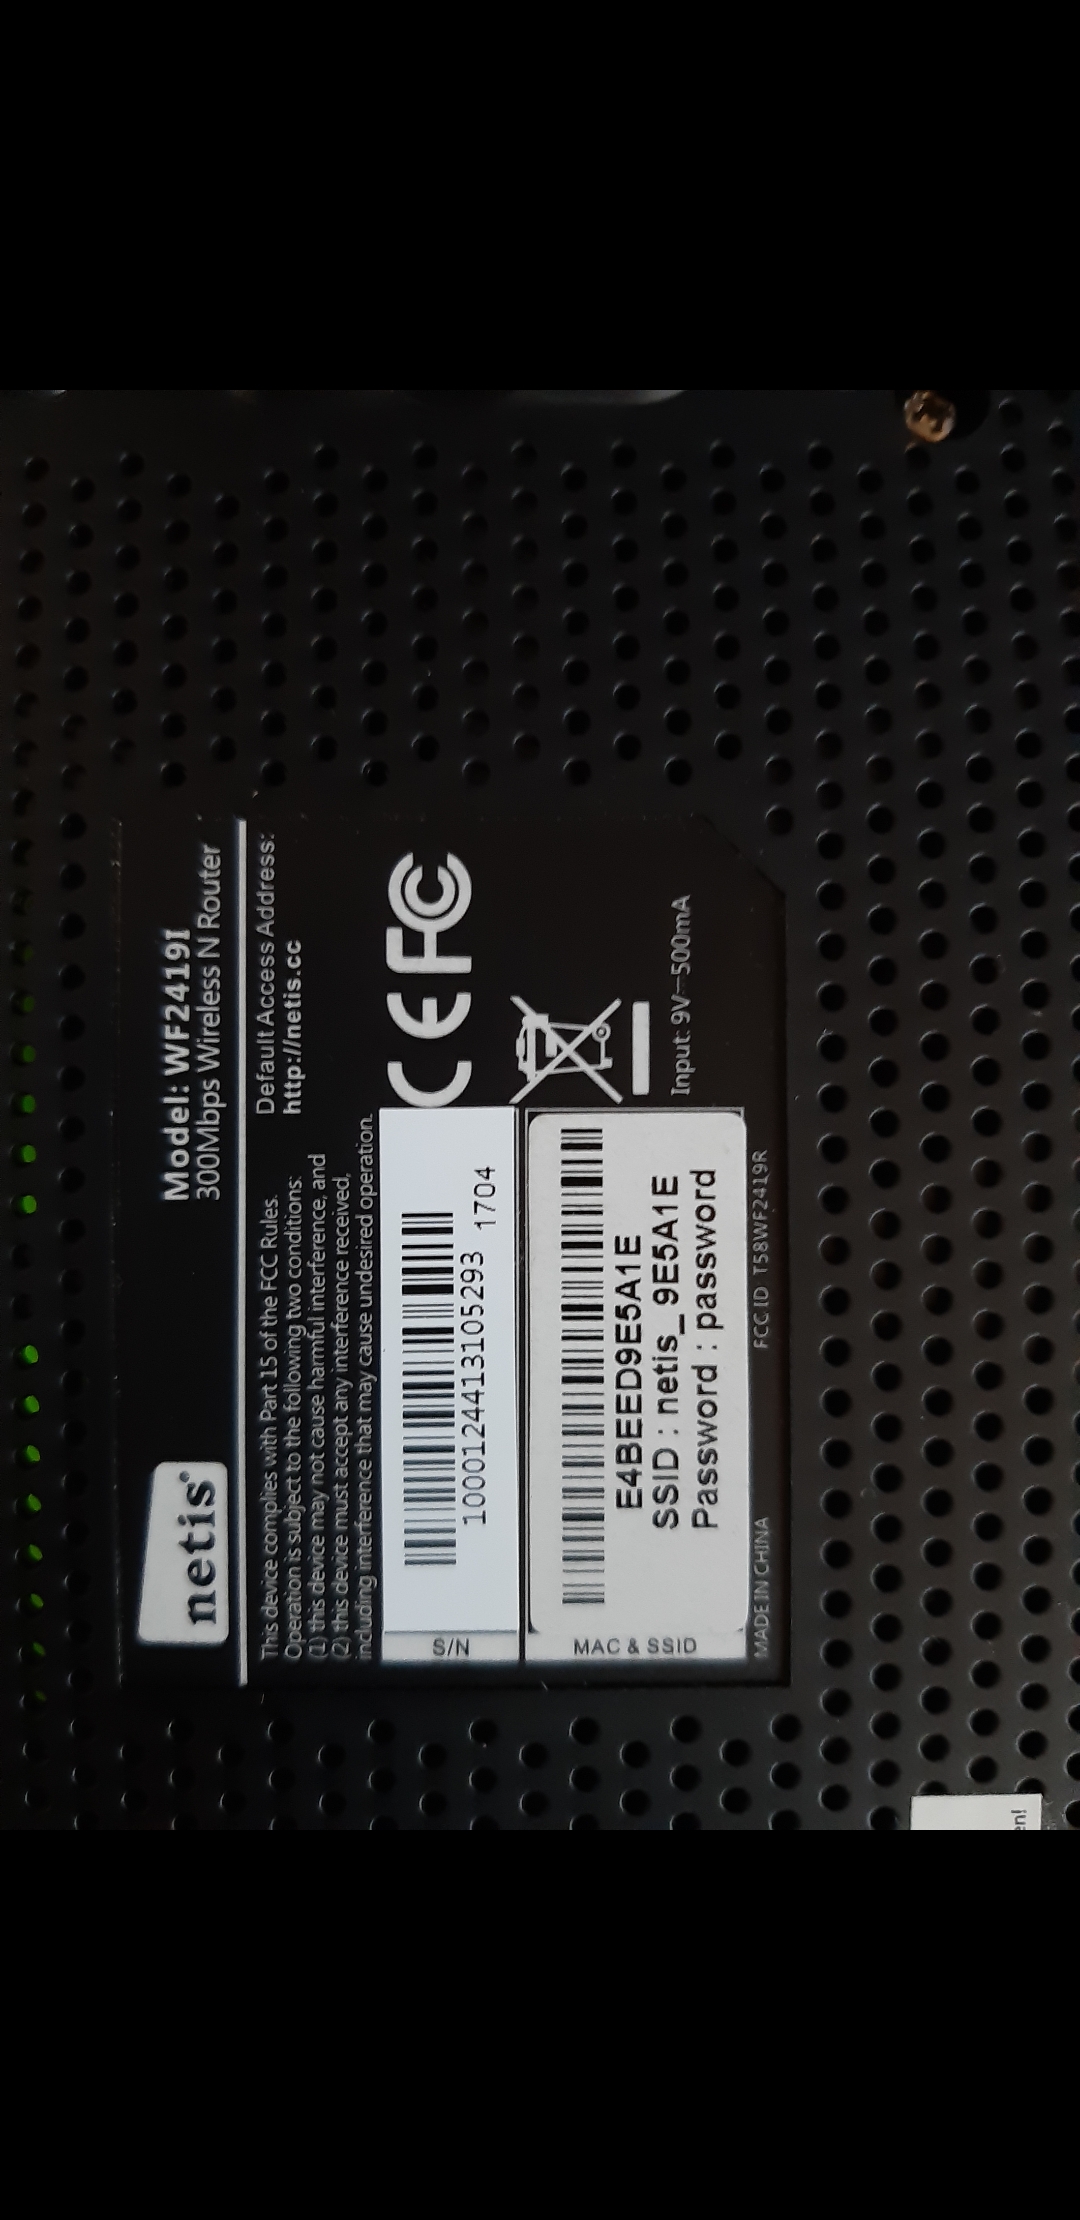 netis®
Model: WF2419I
300Mbps Wireless N Router
This device complies with Part 15 of the FCC Rules.
Operation is subject to the following two conditions:
(1) this device may not cause harmful interference, and
(2) this device must accept any interference received,
including interference that may cause undesired operation.
Default Access Address:
http://netis.cc
S/N
1000124413105293 1704
CE FC
MAC & SSID
E4BEED9E5A1E
SSID : netis_9E5A1E
Password : password
Input: 9V⎓500mA
MADE IN CHINA
FCC ID T58WF2419R
en!